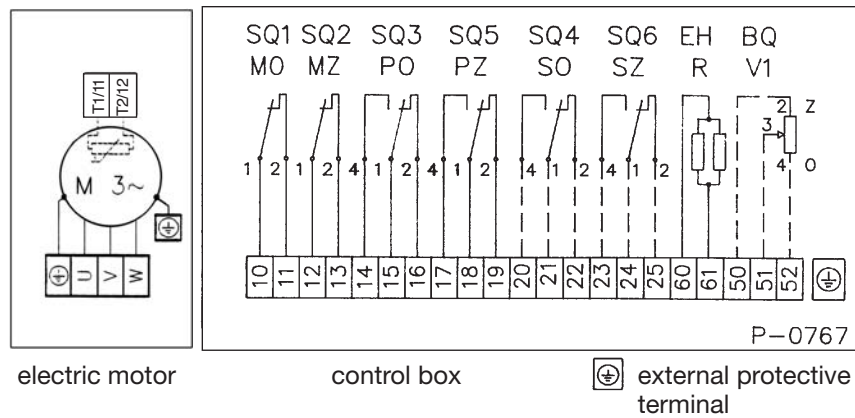 SQ1 SQ2 SQ3 SQ5 SQ4 SQ6 EH BQ
MO MZ PO PZ SO SZ R V1
T1/11
T2/12
M 3~
U
V
W
2 Z
3
4 O
1 2 1 2 4 1 2 4 1 2 4 1 2 4 1 2
10 11 12 13 14 15 16 17 18 19 20 21 22 23 24 25 60 61 50 51 52
P-0767
electric motor
control box
external protective
terminal